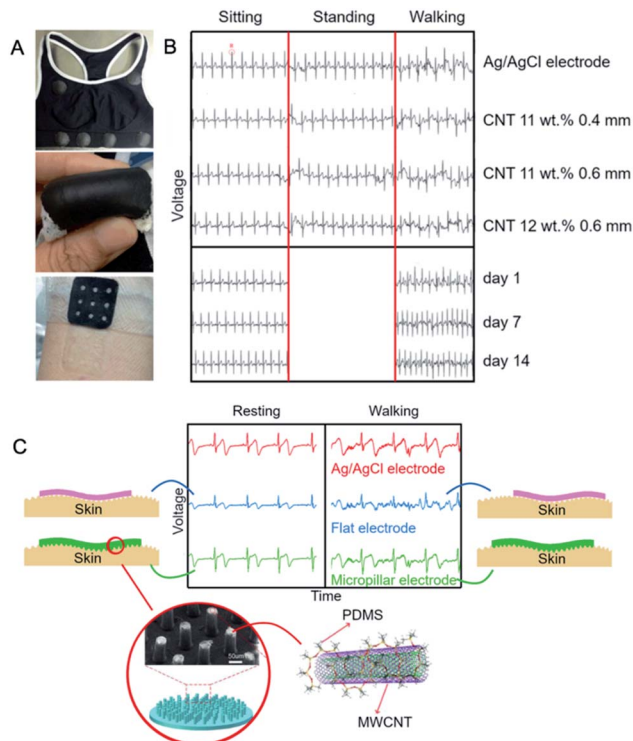 A
B
Sitting Standing Walking
Voltage
Ag/AgCl electrode
CNT 11 wt.% 0.4 mm
CNT 11 wt.% 0.6 mm
CNT 12 wt.% 0.6 mm
day 1
day 7
day 14
C
Resting Walking
Voltage
Ag/AgCl electrode
Flat electrode
Micropillar electrode
Time
Skin
Skin
Skin
Skin
50um
PDMS
MWCNT